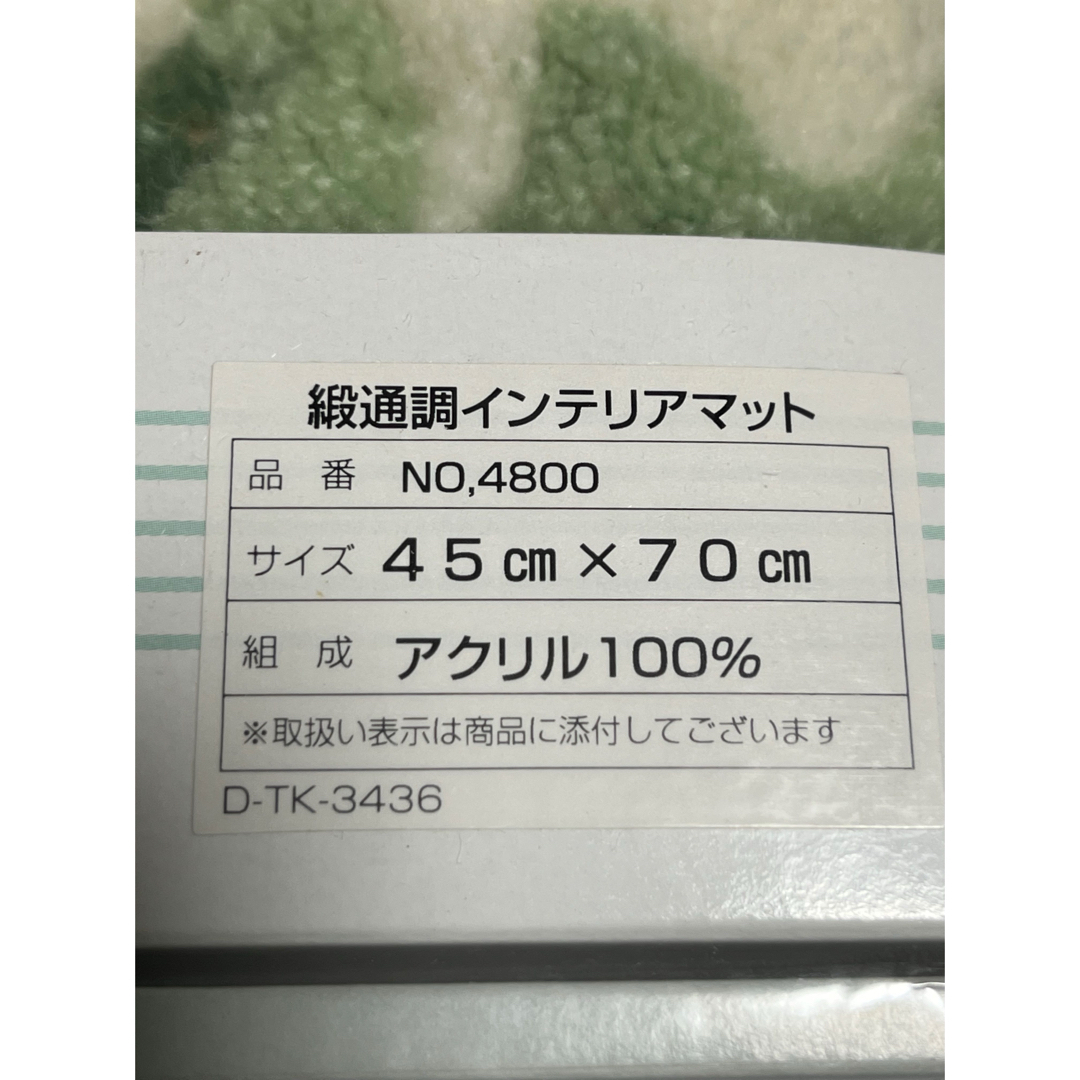 緞通調インテリアマット
品番 NO,4800
サイズ 45㎝×70㎝
組成 アクリル100%
※取扱い表示は商品に添付してございます
D-TK-3436